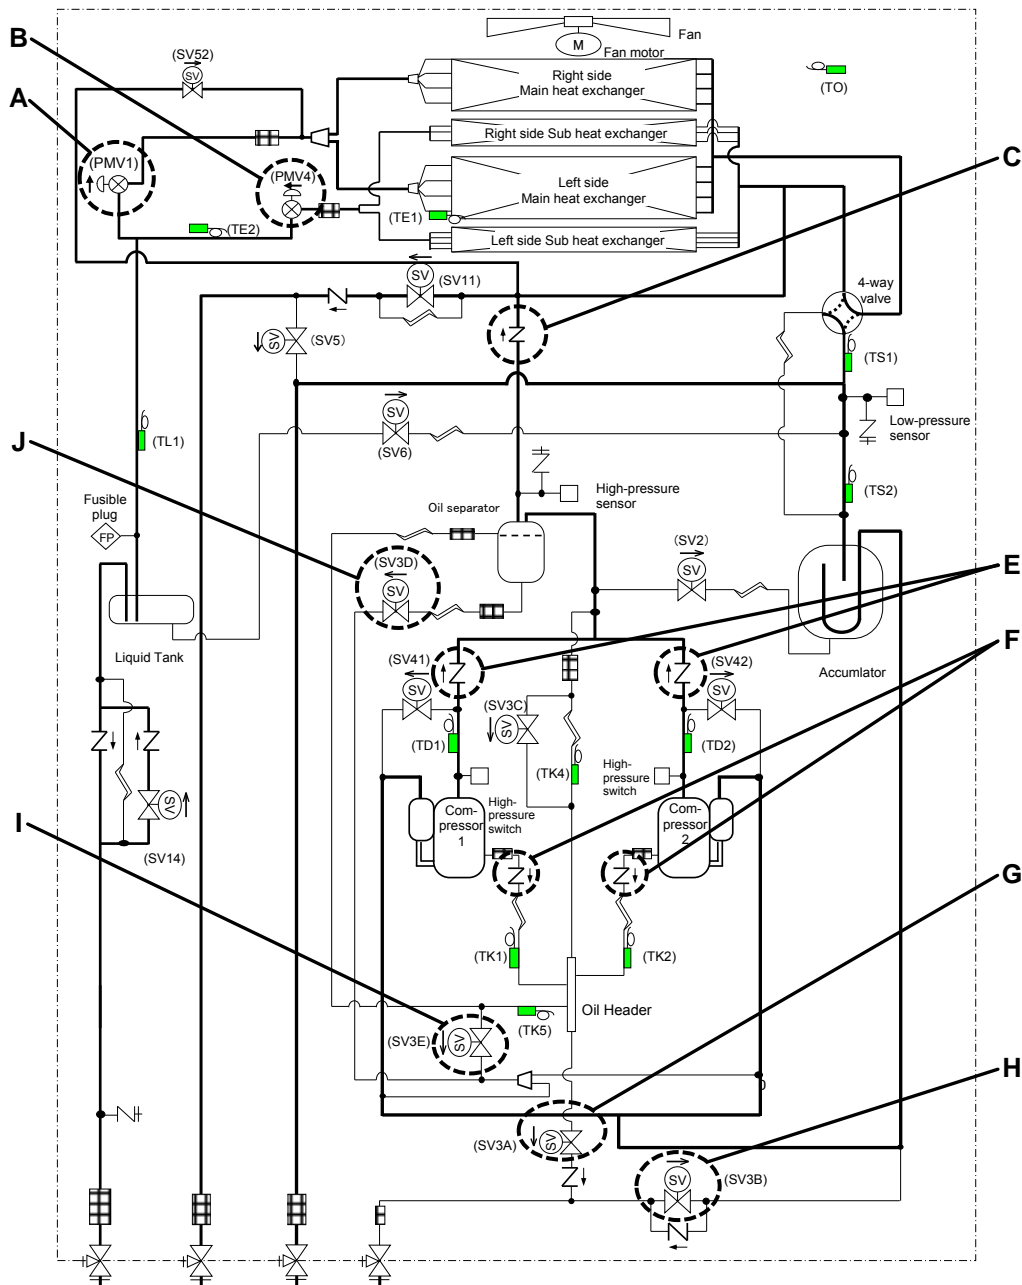 Fan
M
Fan motor
B
(SV52)
SV
(TO)
A
Right side
Main heat exchanger
Right side Sub heat exchanger
(PMV1)
(PMV4)
C
Left side
Main heat exchanger
(TE1)
(TE2)
Left side Sub heat exchanger
SV
(SV11)
4-way
valve
SV
(SV5)
(TS1)
SV
(SV6)
Low-pressure
sensor
J
(TL1)
(TS2)
High-pressure
sensor
Fusible
plug
FP
Oil separator
(SV3D)
SV
(SV2)
SV
E
F
Liquid Tank
(SV41)
SV
(SV42)
SV
Accumlator
(SV3C)
SV
(TD1)
(TD2)
(TK4)
High-
pressure
switch
Com-
pressor
1
High-
pressure
switch
Com-
pressor
2
SV
(SV14)
I
G
(TK1)
(TK2)
Oil Header
(TK5)
(SV3E)
SV
H
(SV3A)
SV
SV
(SV3B)